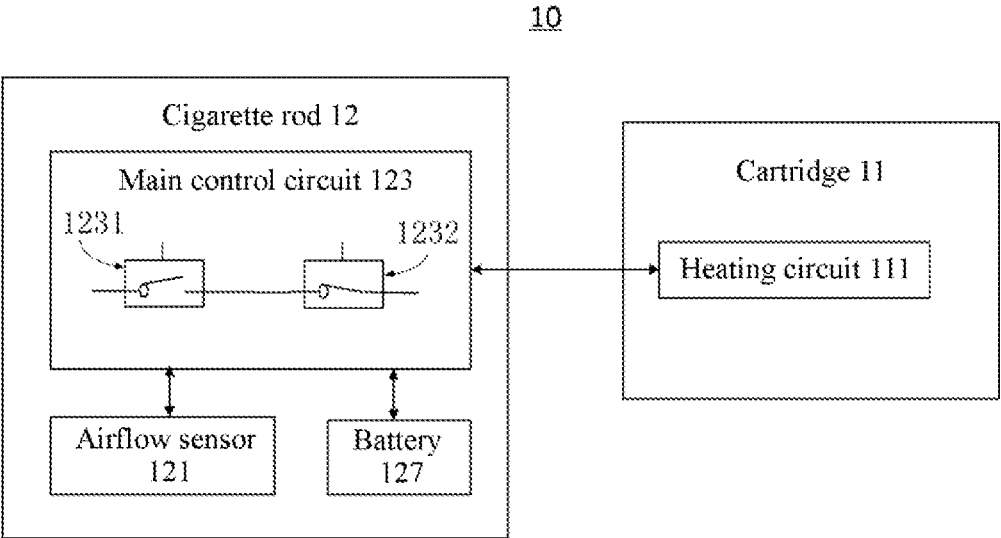 10
Cigarette rod 12
Main control circuit 123
1231
1232
Airflow sensor
121
Battery
127
Cartridge 11
Heating circuit 111